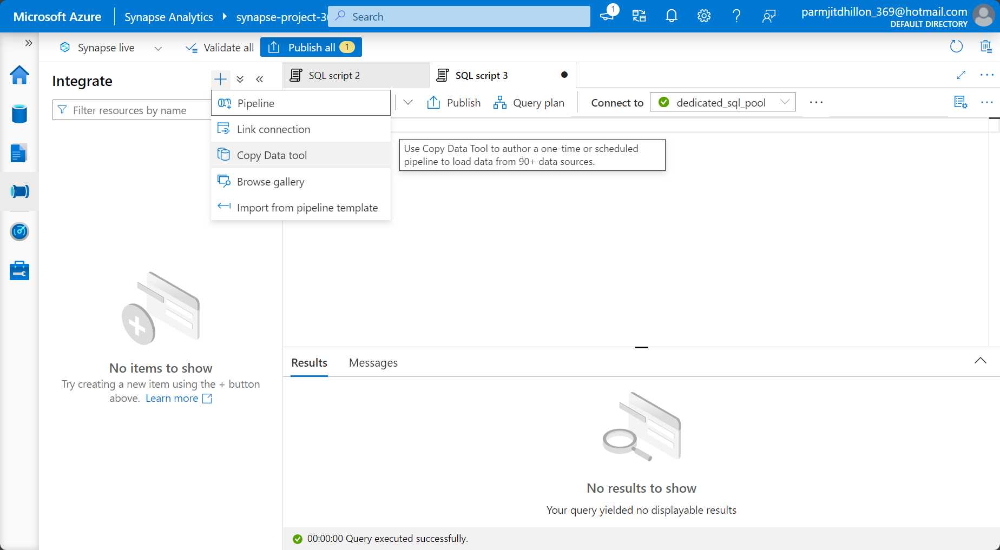 Microsoft Azure
Synapse Analytics
synapse-project-36
Search
1
parmjitdhillon_369@hotmail.com
DEFAULT DIRECTORY
Synapse live
Validate all
Publish all 1
Integrate
SQL script 2
SQL script 3
Filter resources by name
Pipeline
Link connection
Copy Data tool
Browse gallery
Import from pipeline template
Publish
Query plan
Connect to
dedicated_sql_pool
Use Copy Data Tool to author a one-time or scheduled
pipeline to load data from 90+ data sources.
No items to show
Try creating a new item using the + button
above. Learn more
Results
Messages
No results to show
Your query yielded no displayable results
00:00:00 Query executed successfully.